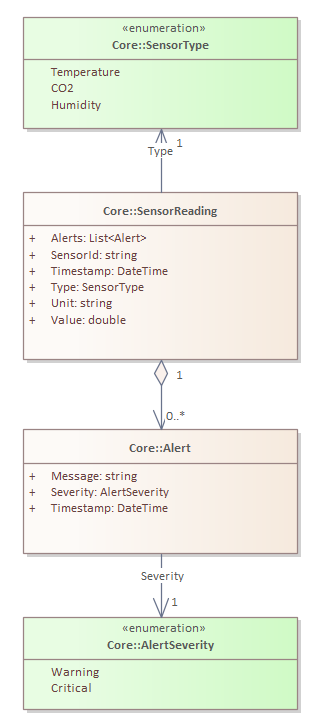 «enumeration»
Core::SensorType
Temperature
CO2
Humidity
1
Type
Core::SensorReading
+ Alerts: List<Alert>
+ SensorId: string
+ Timestamp: DateTime
+ Type: SensorType
+ Unit: string
+ Value: double
1
0..*
Core::Alert
+ Message: string
+ Severity: AlertSeverity
+ Timestamp: DateTime
Severity
1
«enumeration»
Core::AlertSeverity
Warning
Critical